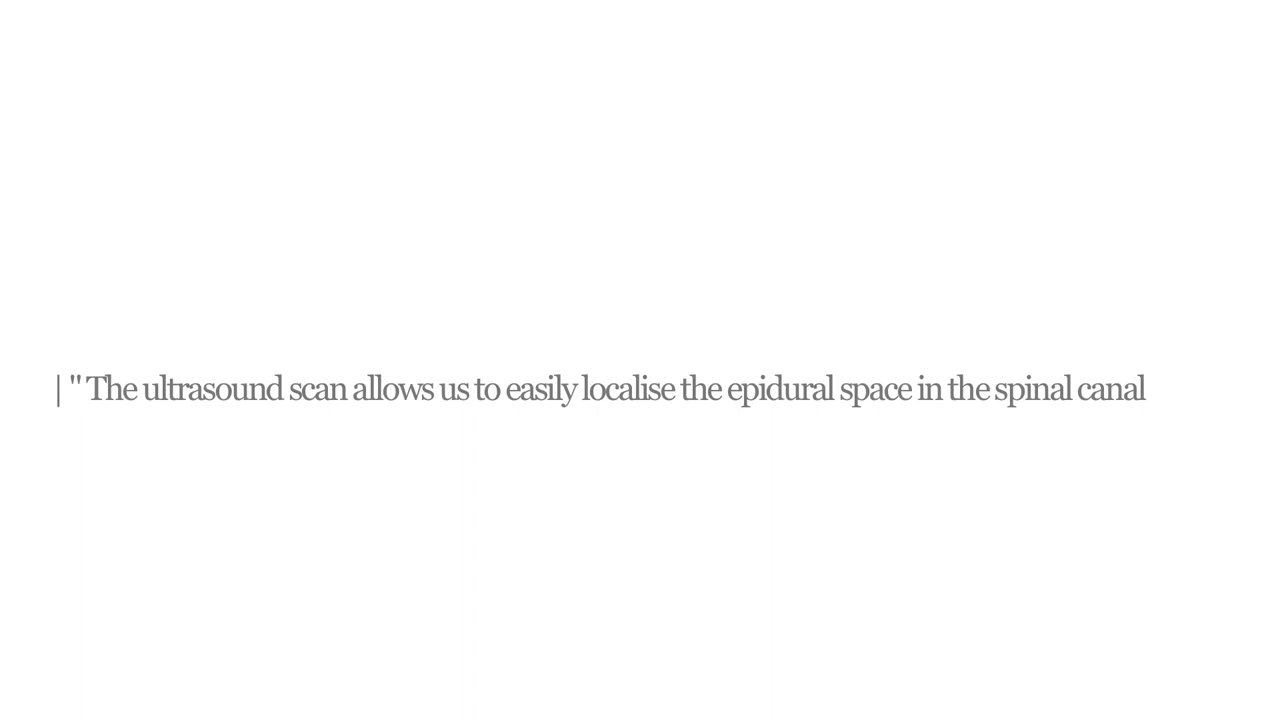 | " The ultrasound scan allows us to easily localise the epidural space in the spinal canal